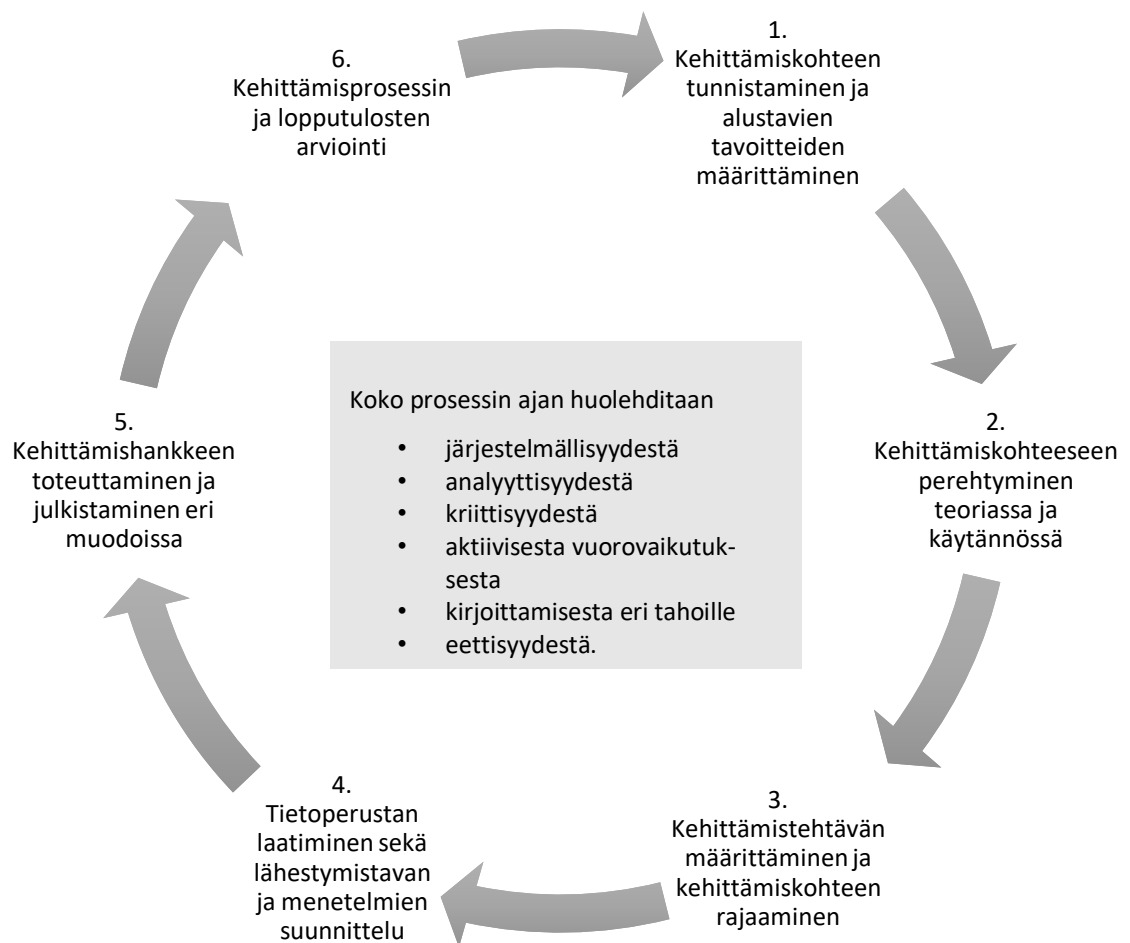 1.
Kehittämiskohteen
tunnistaminen ja
alustavien
tavoitteiden
määrittäminen
2.
Kehittämiskohteeseen
perehtyminen
teoriassa ja
käytännössä
3.
Kehittämistehtävän
määrittäminen ja
kehittämiskohteen
rajaaminen
4.
Tietoperustan
laatiminen sekä
lähestymistavan
ja menetelmien
suunnittelu
5.
Kehittämishankkeen
toteuttaminen ja
julkistaminen eri
muodoissa
6.
Kehittämisprosessin
ja lopputulosten
arviointi
Koko prosessin ajan huolehditaan
• järjestelmällisyydestä
• analyyttisyydestä
• kriittisyydestä
• aktiivisesta vuorovaikutuk-
sesta
• kirjoittamisesta eri tahoille
• eettisyydestä.